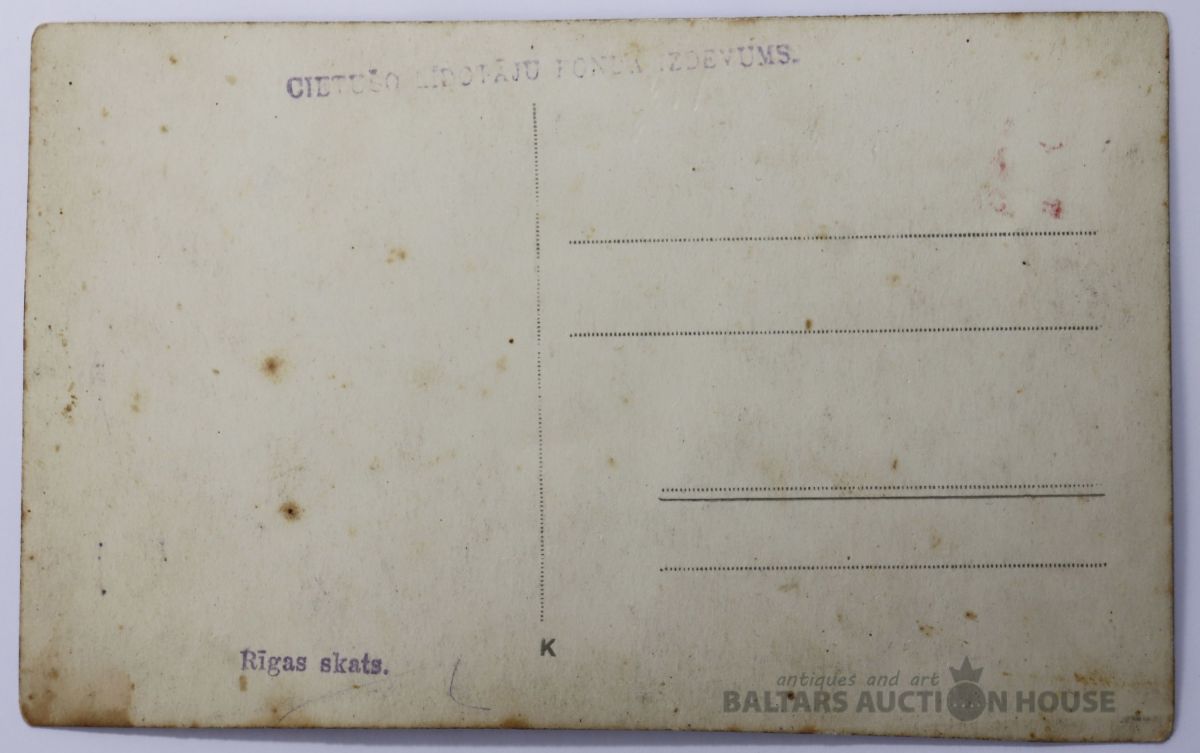 CIETUŠO LIDOTĀJU FONDA IZDEVUMS.
K
Rīgas skats.
antiques and art
BALTARS AUCTION HOUSE